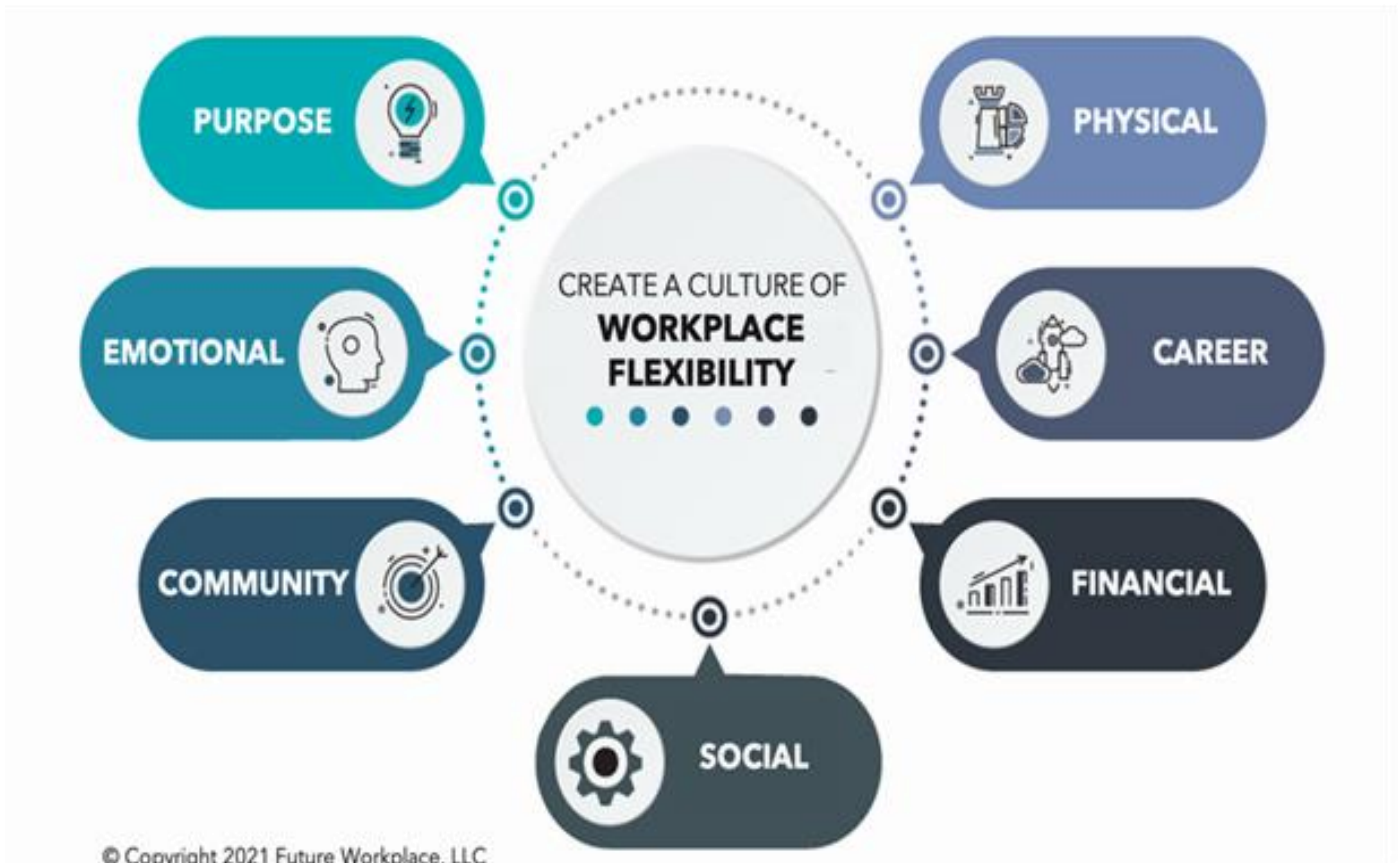 PURPOSE
PHYSICAL
CREATE A CULTURE OF
WORKPLACE
FLEXIBILITY
EMOTIONAL
CAREER
COMMUNITY
FINANCIAL
SOCIAL
© Copyright 2021 Future Workplace, LLC